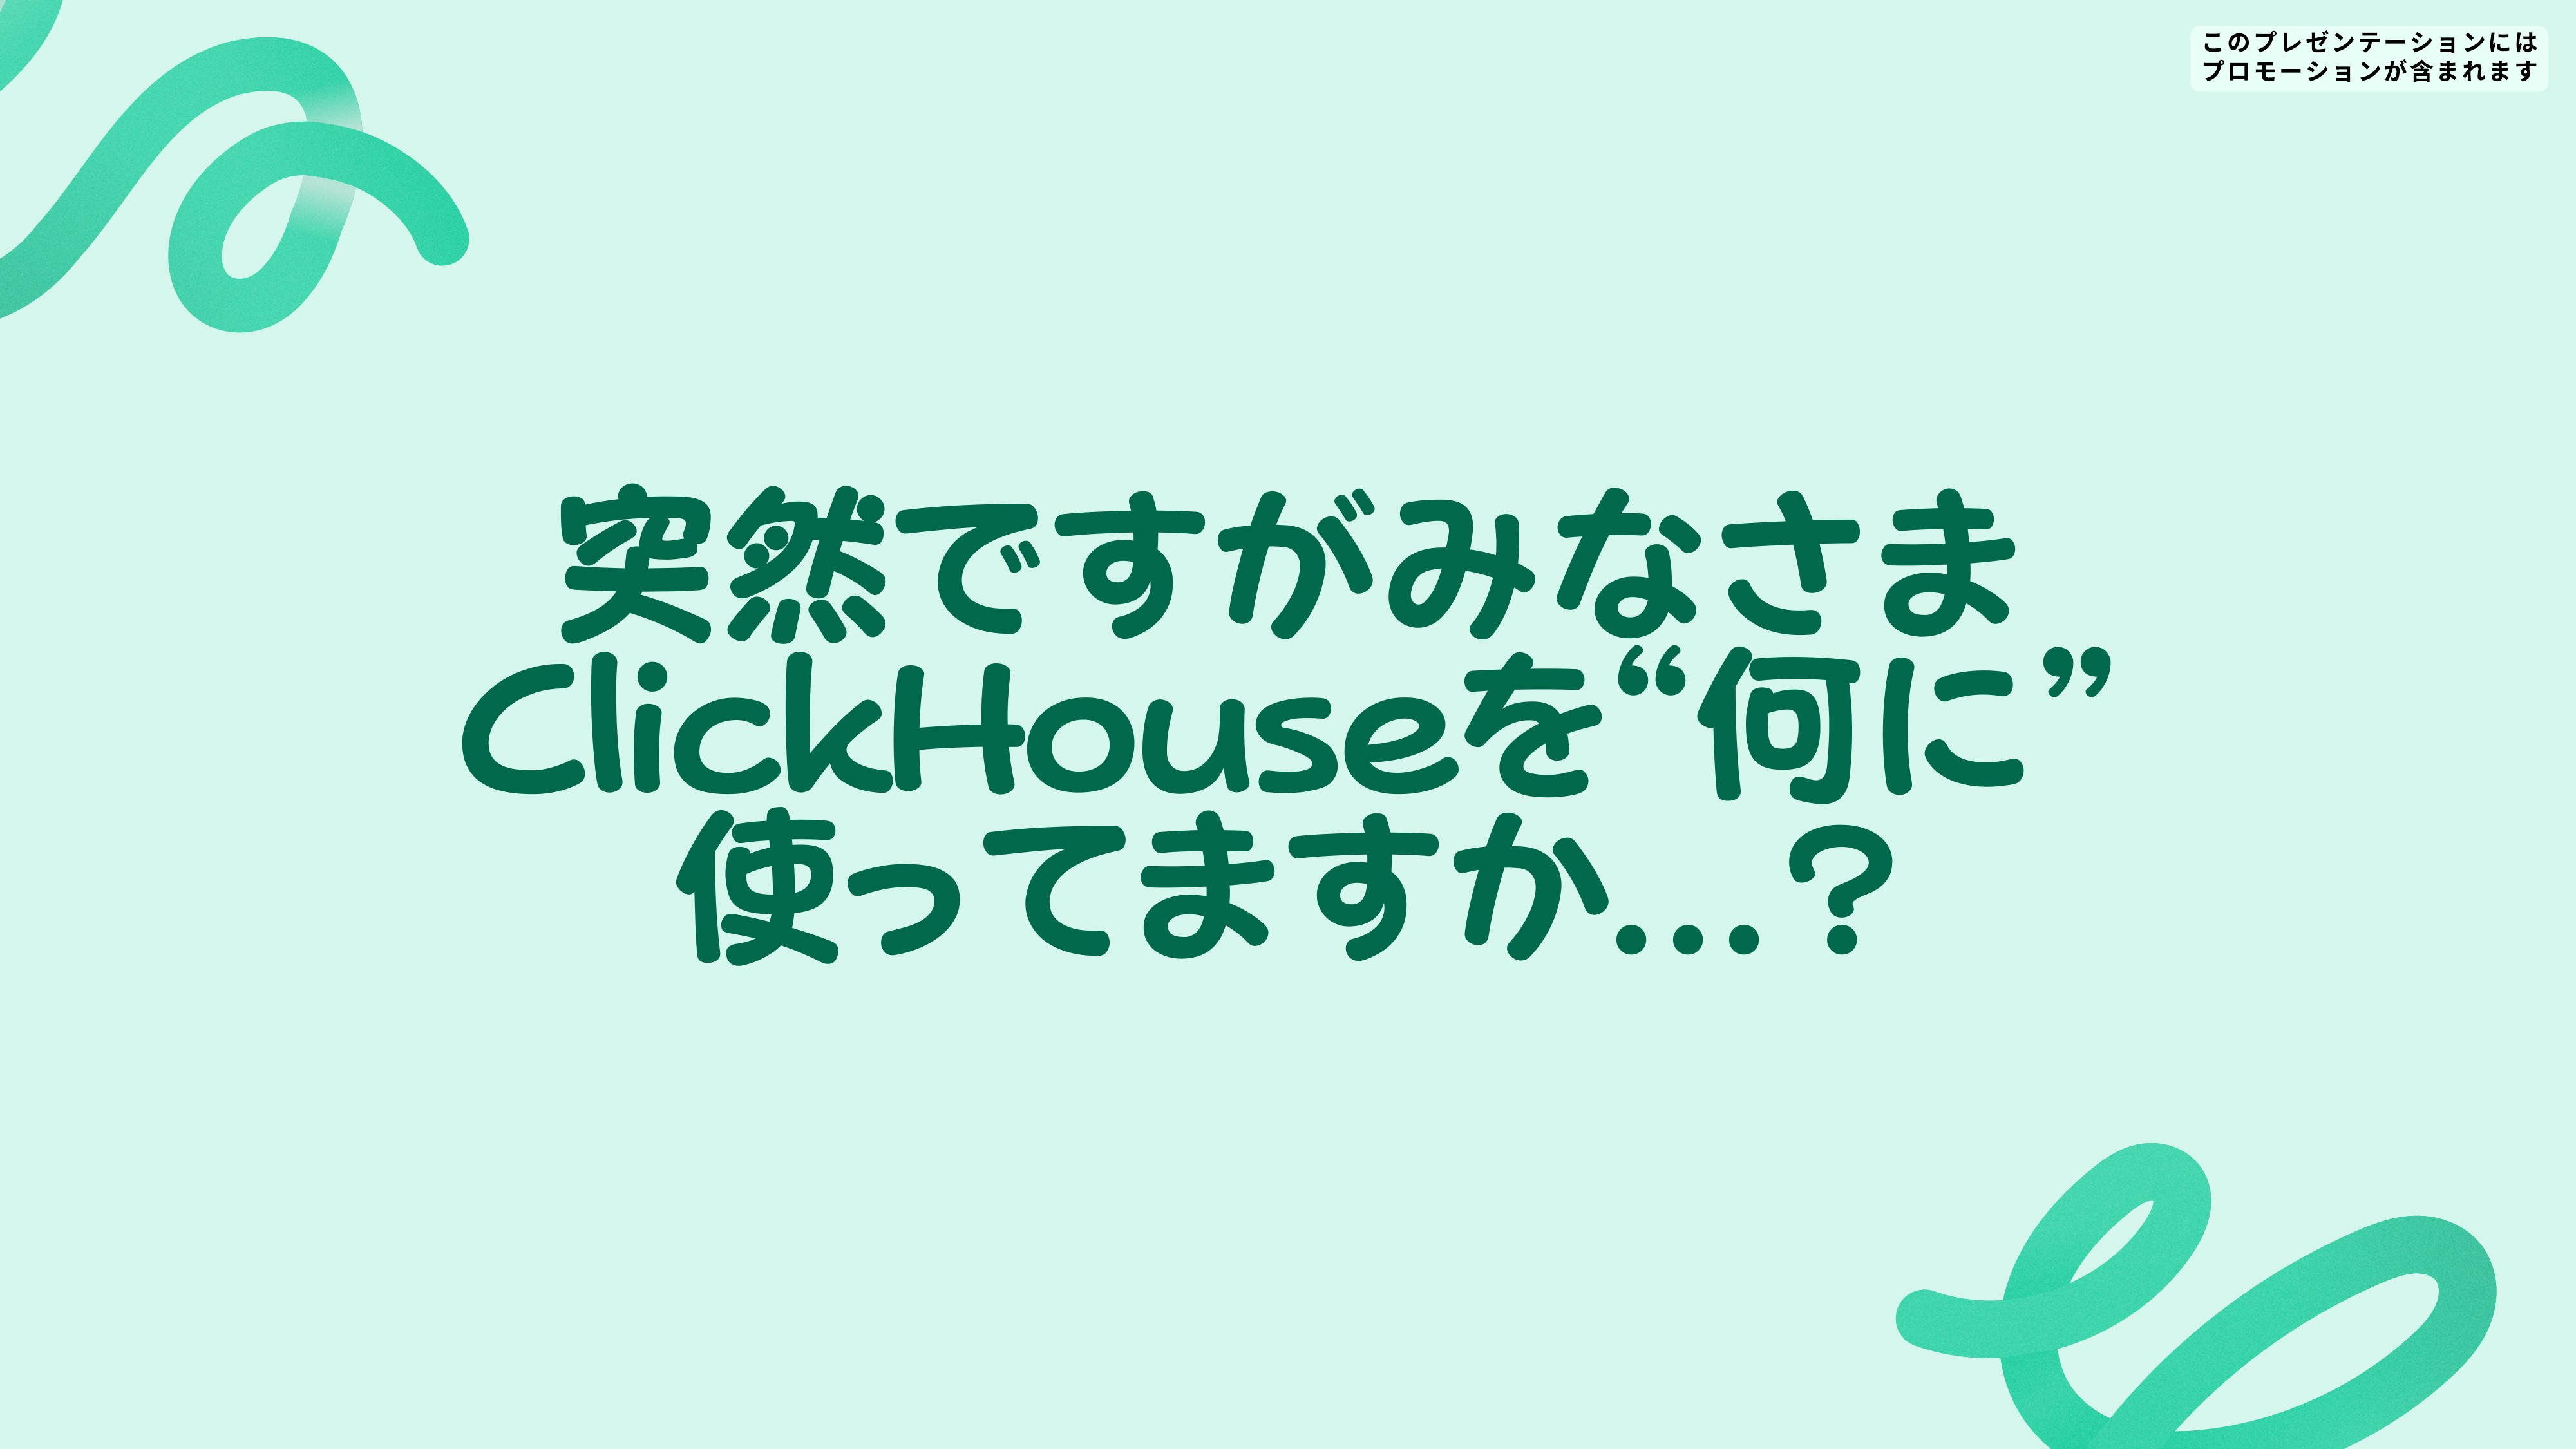 このプレゼンテーションには
プロモーションが含まれます
突然ですがみなさま
ClickHouseを“何に”
使ってますか...？